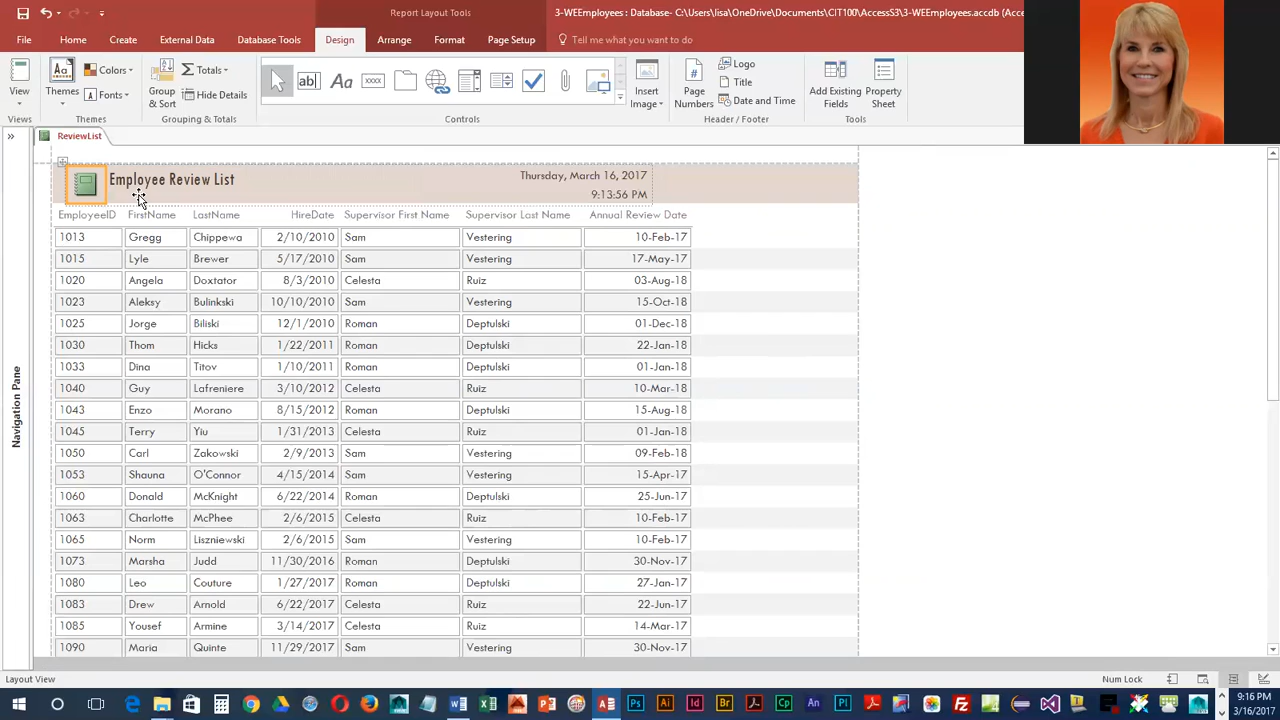 Report Layout Tools
3-WEEmployees : Database- C:\Users\lisa\OneDrive\Documents\CIT100\AccessS3\3-WEEmployees.accdb (Acce
File Home Create External Data Database Tools Design Arrange Format Page Setup Tell me what you want to do
View
Views
Themes
Colors
Fonts
Themes
Group & Sort
Totals
Hide Details
Grouping & Totals
ab|
Aa
xxxx
Controls
Insert Image
Page Numbers
Logo
Title
Date and Time
Header / Footer
Add Existing Fields
Property Sheet
Tools
ReviewList
Navigation Pane
Employee Review List
Thursday, March 16, 2017
9:13:56 PM
EmployeeID FirstName LastName HireDate Supervisor First Name Supervisor Last Name Annual Review Date
1013 Gregg Chippewa 2/10/2010 Sam Vestering 10-Feb-17
1015 Lyle Brewer 5/17/2010 Sam Vestering 17-May-17
1020 Angela Doxtator 8/3/2010 Celesta Ruiz 03-Aug-18
1023 Aleksy Bulinkski 10/10/2010 Sam Vestering 15-Oct-18
1025 Jorge Biliski 12/1/2010 Roman Deptulski 01-Dec-18
1030 Thom Hicks 1/22/2011 Roman Deptulski 22-Jan-18
1033 Dina Titov 1/10/2011 Roman Deptulski 01-Jan-18
1040 Guy Lafreniere 3/10/2012 Celesta Ruiz 10-Mar-18
1043 Enzo Morano 8/15/2012 Roman Deptulski 15-Aug-18
1045 Terry Yiu 1/31/2013 Celesta Ruiz 01-Jan-18
1050 Carl Zakowski 2/9/2013 Sam Vestering 09-Feb-18
1053 Shauna O'Connor 4/15/2014 Sam Vestering 15-Apr-17
1060 Donald McKnight 6/22/2014 Roman Deptulski 25-Jun-17
1063 Charlotte McPhee 2/6/2015 Celesta Ruiz 10-Feb-17
1065 Norm Liszniewski 2/6/2015 Sam Vestering 10-Feb-17
1073 Marsha Judd 11/30/2016 Roman Deptulski 30-Nov-17
1080 Leo Couture 1/27/2017 Roman Deptulski 27-Jan-17
1083 Drew Arnold 6/22/2017 Celesta Ruiz 22-Jun-17
1085 Yousef Armine 3/14/2017 Celesta Ruiz 14-Mar-17
1090 Maria Quinte 11/29/2017 Sam Vestering 30-Nov-17
Layout View
Num Lock
Ps Ai Id Br Cp An Pl Fz
9:16 PM
3/16/2017